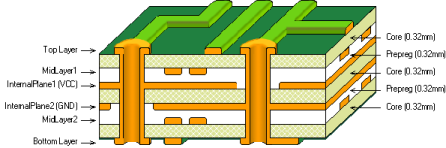 Top Layer
MidLayer1
InternalPlane1 (VCC)
InternalPlane2 (GND)
MidLayer2
Bottom Layer
Core (0.32mm)
Prepreg (0.32mm)
Core (0.32mm)
Prepreg (0.32mm)
Core (0.32mm)